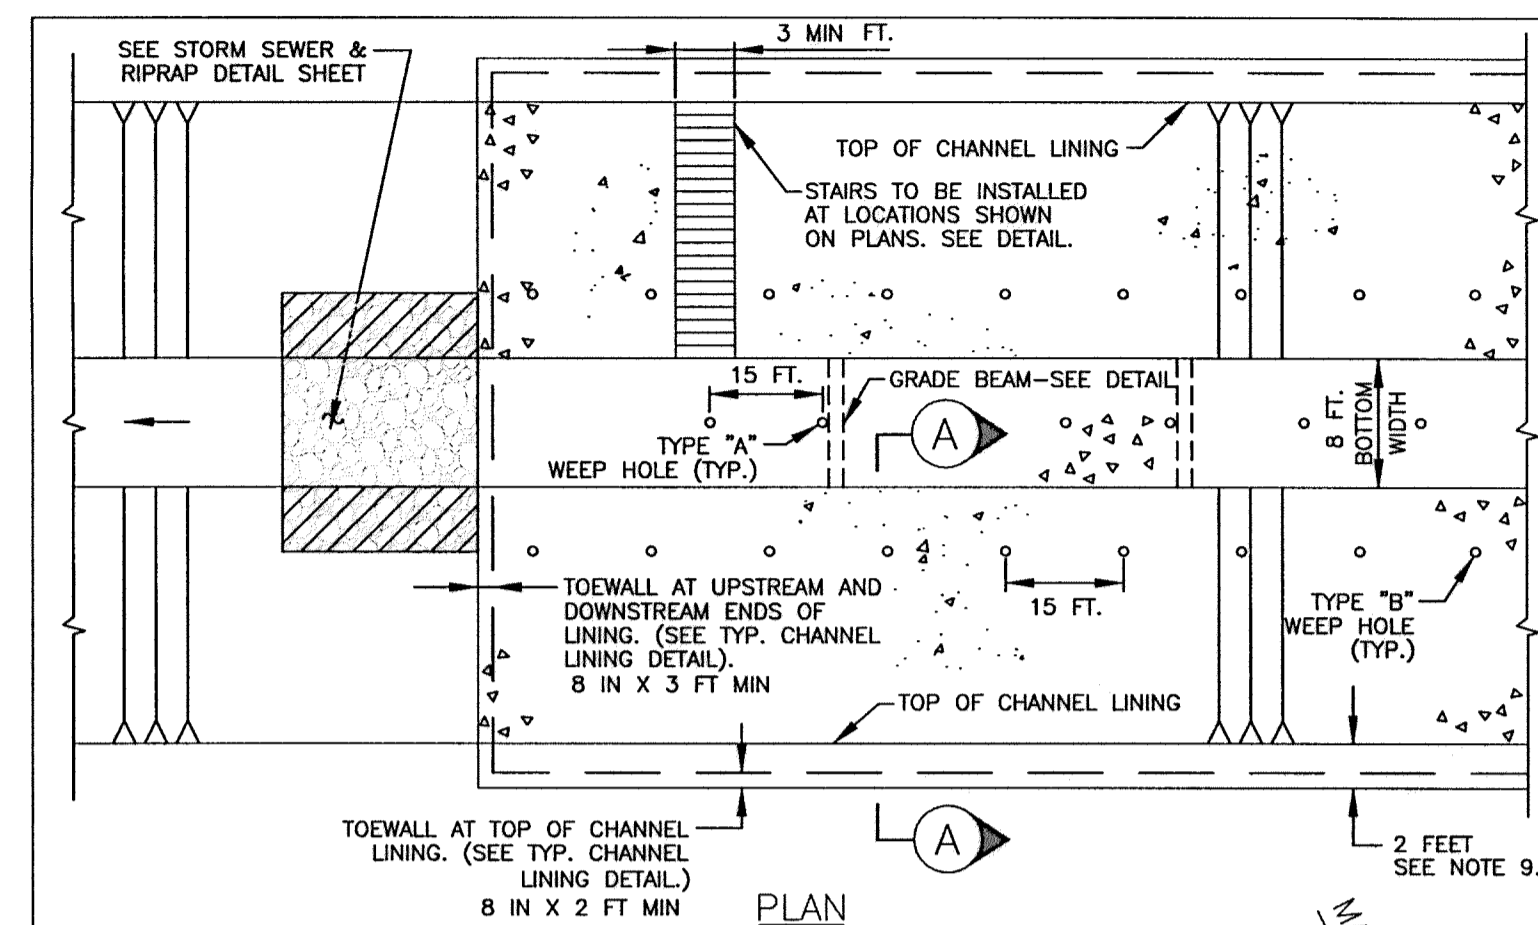 3 MIN FT.
SEE STORM SEWER &
RIPRAP DETAIL SHEET
TOP OF CHANNEL LINING
STAIRS TO BE INSTALLED
AT LOCATIONS SHOWN
ON PLANS. SEE DETAIL.
15 FT.
GRADE BEAM-SEE DETAIL
TYPE "A"
WEEP HOLE (TYP.)
A
8 FT.
BOTTOM
WIDTH
TOEWALL AT UPSTREAM AND
DOWNSTREAM ENDS OF
LINING. (SEE TYP. CHANNEL
LINING DETAIL).
8 IN X 3 FT MIN
15 FT.
TYPE "B"
WEEP HOLE
(TYP.)
TOP OF CHANNEL LINING
TOEWALL AT TOP OF CHANNEL
LINING. (SEE TYP. CHANNEL
LINING DETAIL.)
8 IN X 2 FT MIN
A
2 FEET
SEE NOTE 9.
PLAN